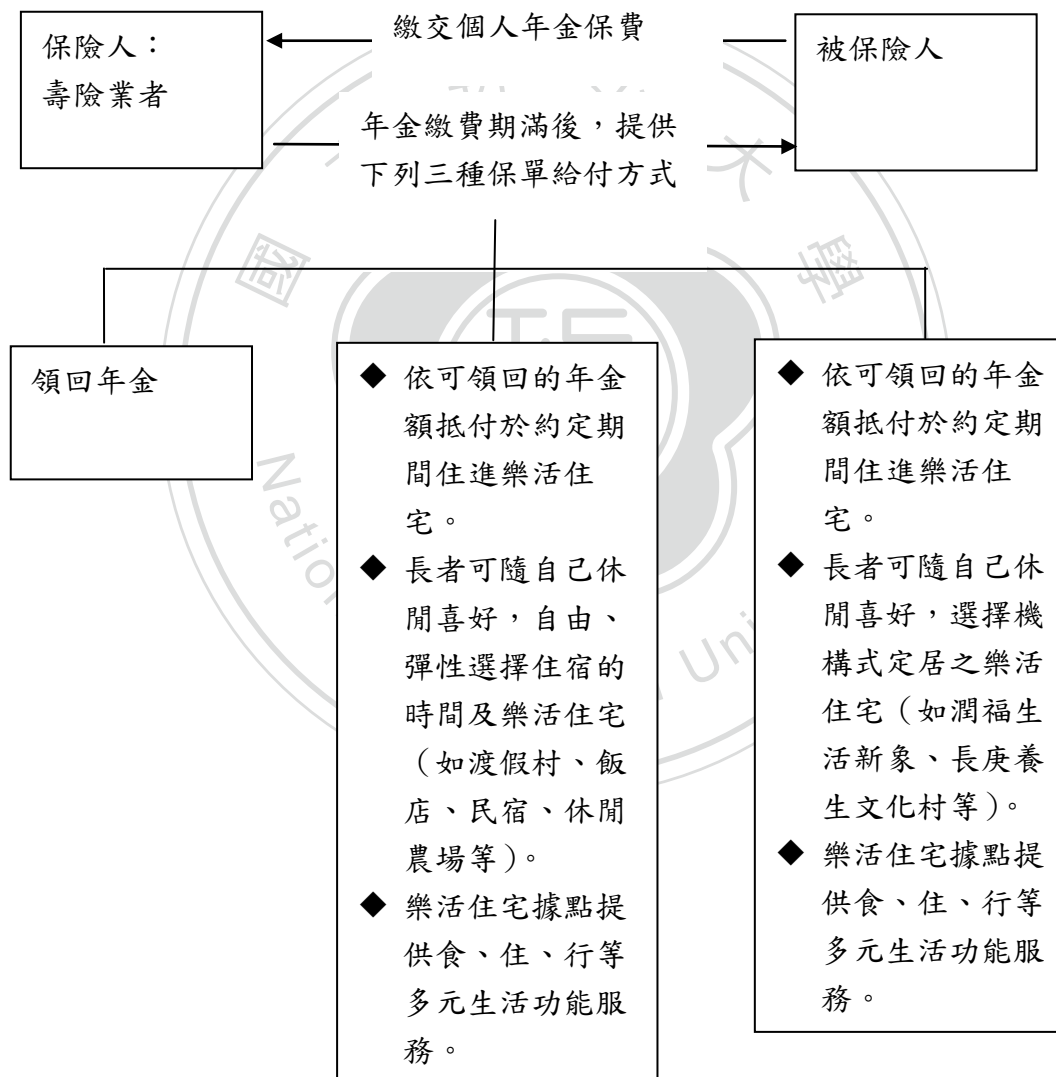 繳交個人年金保費
保險人：
壽險業者
被保險人
年金繳費期滿後，提供
下列三種保單給付方式
領回年金
◆ 依可領回的年金
額抵付於約定期
間住進樂活住
宅。
◆ 長者可隨自己休
閒喜好，自由、
彈性選擇住宿的
時間及樂活住宅
（如渡假村、飯
店、民宿、休閒
農場等）。
◆ 樂活住宅據點提
供食、住、行等
多元生活功能服
務。
◆ 依可領回的年金
額抵付於約定期
間住進樂活住
宅。
◆ 長者可隨自己休
閒喜好，選擇機
構式定居之樂活
住宅（如潤福生
活新象、長庚養
生文化村等）。
◆ 樂活住宅據點提
供食、住、行等
多元生活功能服
務。
國
大學
Nation
Uni